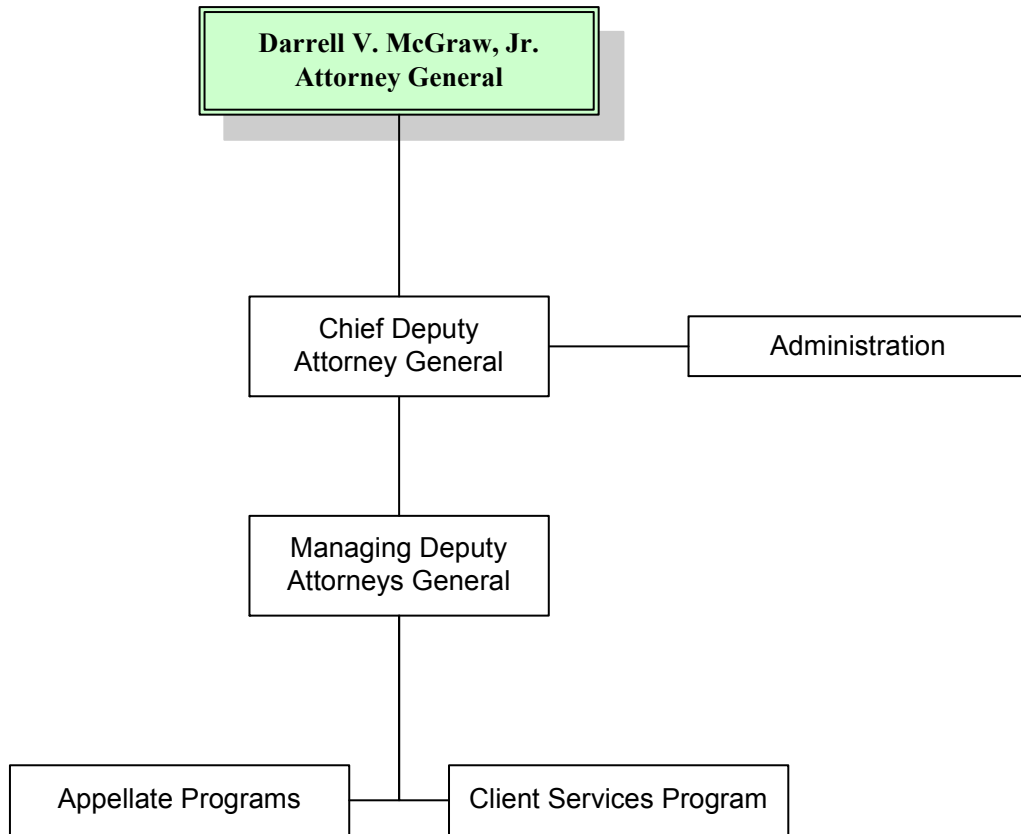 Darrell V. McGraw, Jr.
Attorney General
Chief Deputy
Attorney General
Administration
Managing Deputy
Attorneys General
Appellate Programs
Client Services Program